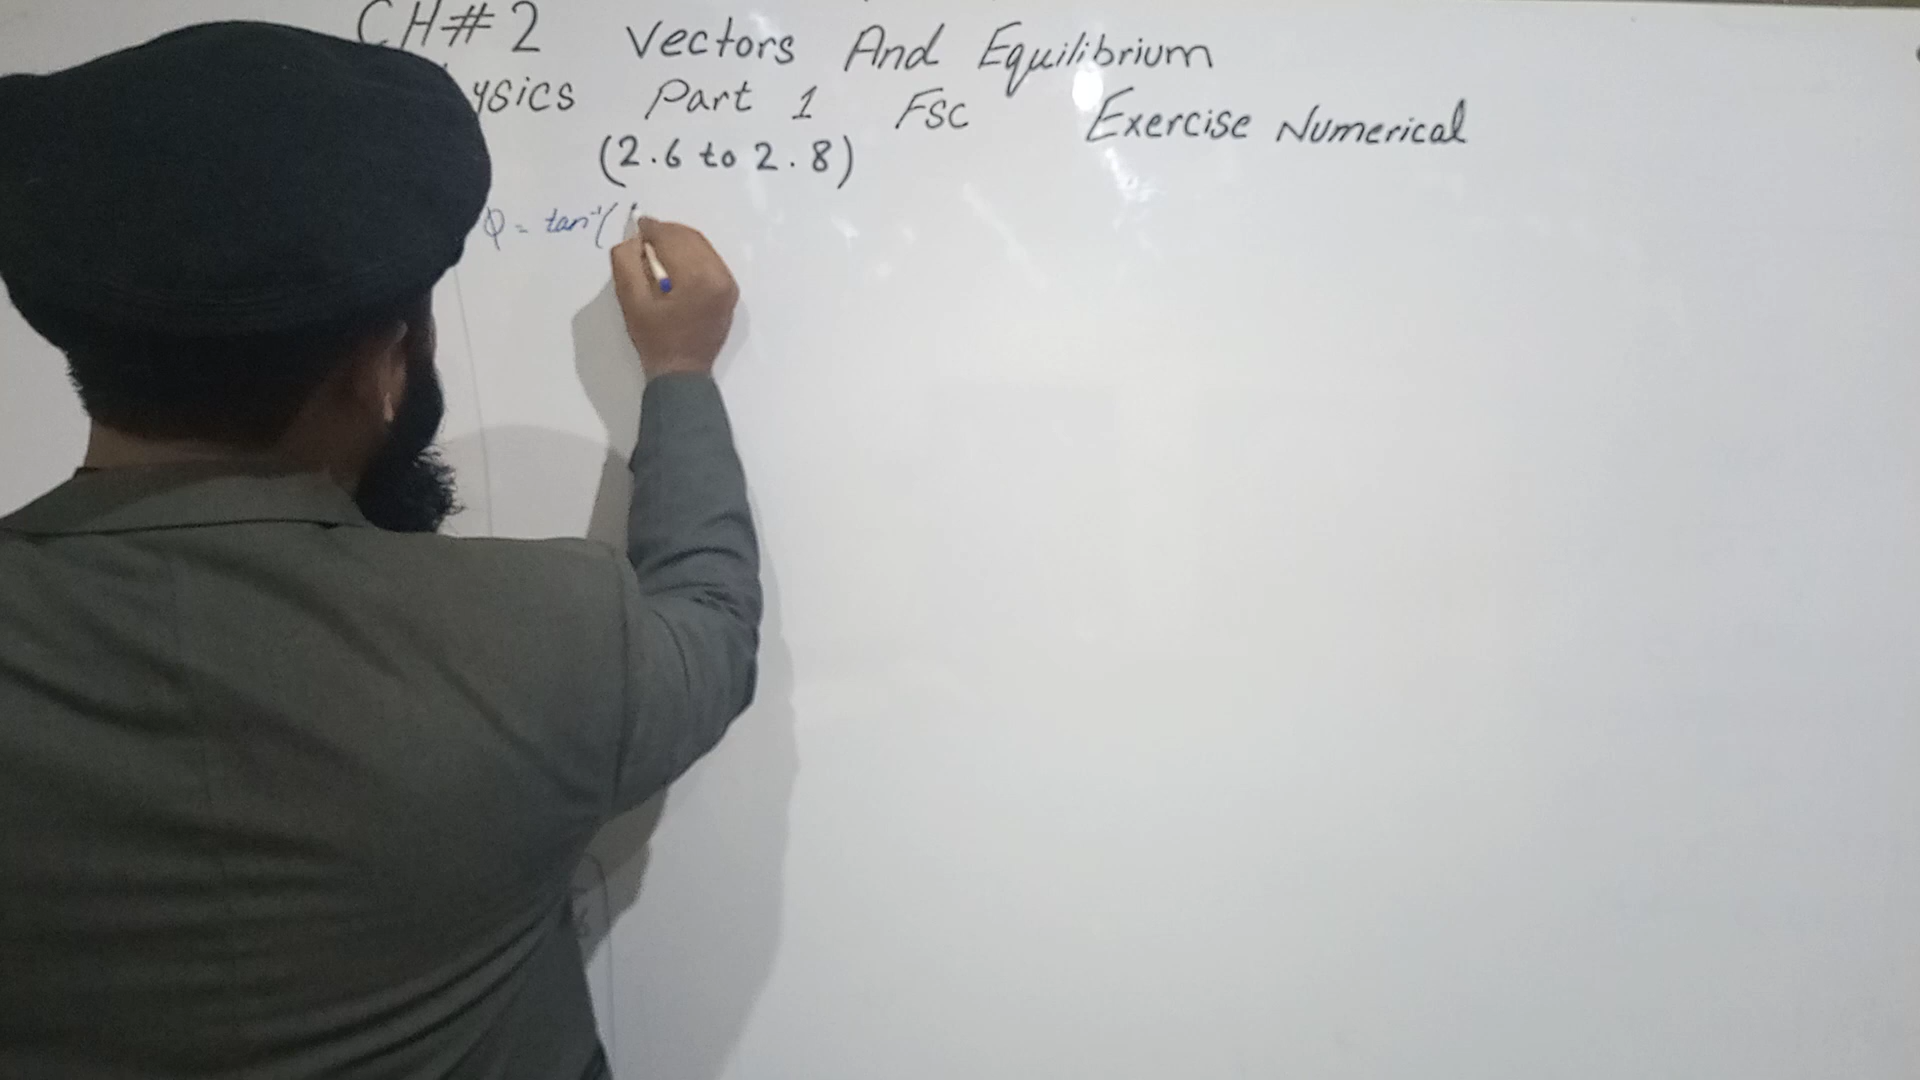 CH#2 Vectors And Equilibrium
ysics Part 1 FSC Exercise Numerical
(2.6 to 2.8)
φ = tan⁻¹(